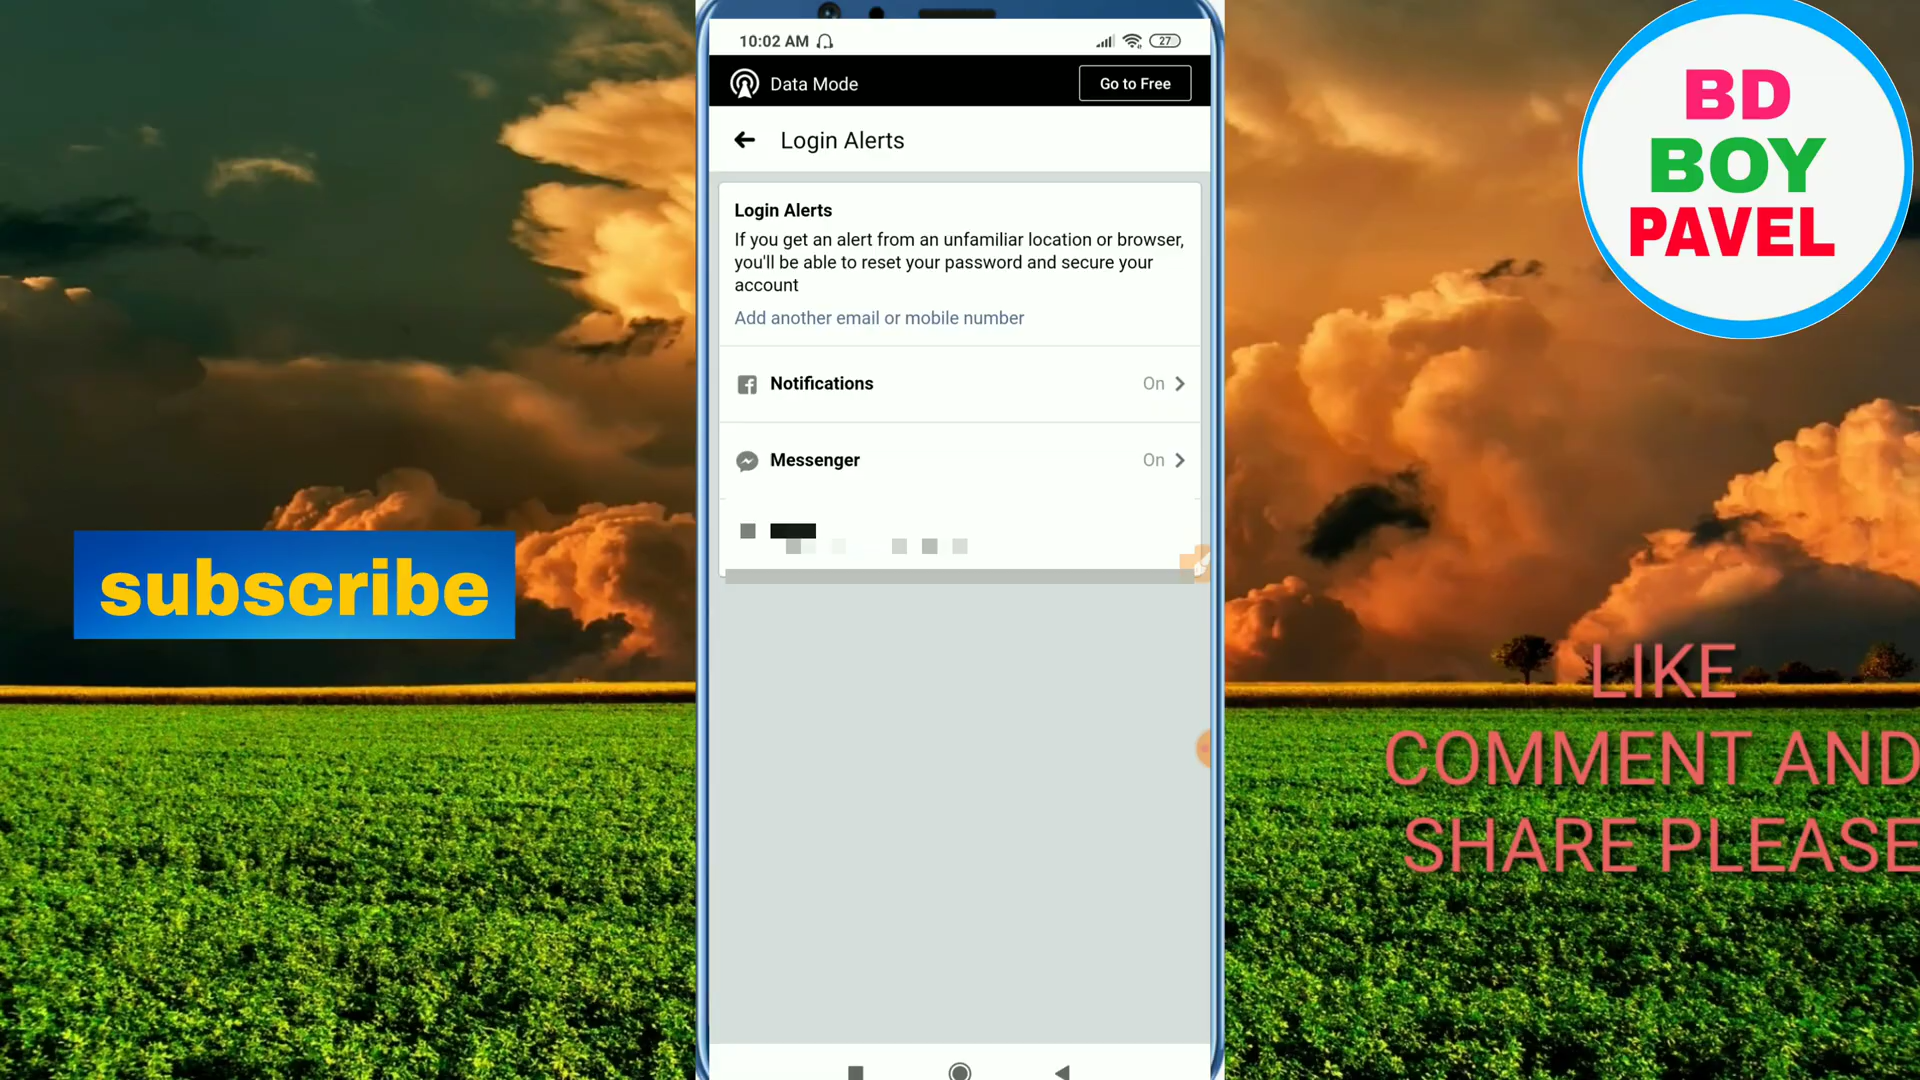 10:02 AM
27
Data Mode
Go to Free
Login Alerts
Login Alerts
If you get an alert from an unfamiliar location or browser,
you'll be able to reset your password and secure your
account
Add another email or mobile number
Notifications On
Messenger On
subscribe
BD
BOY
PAVEL
LIKE
COMMENT AND
SHARE PLEASE